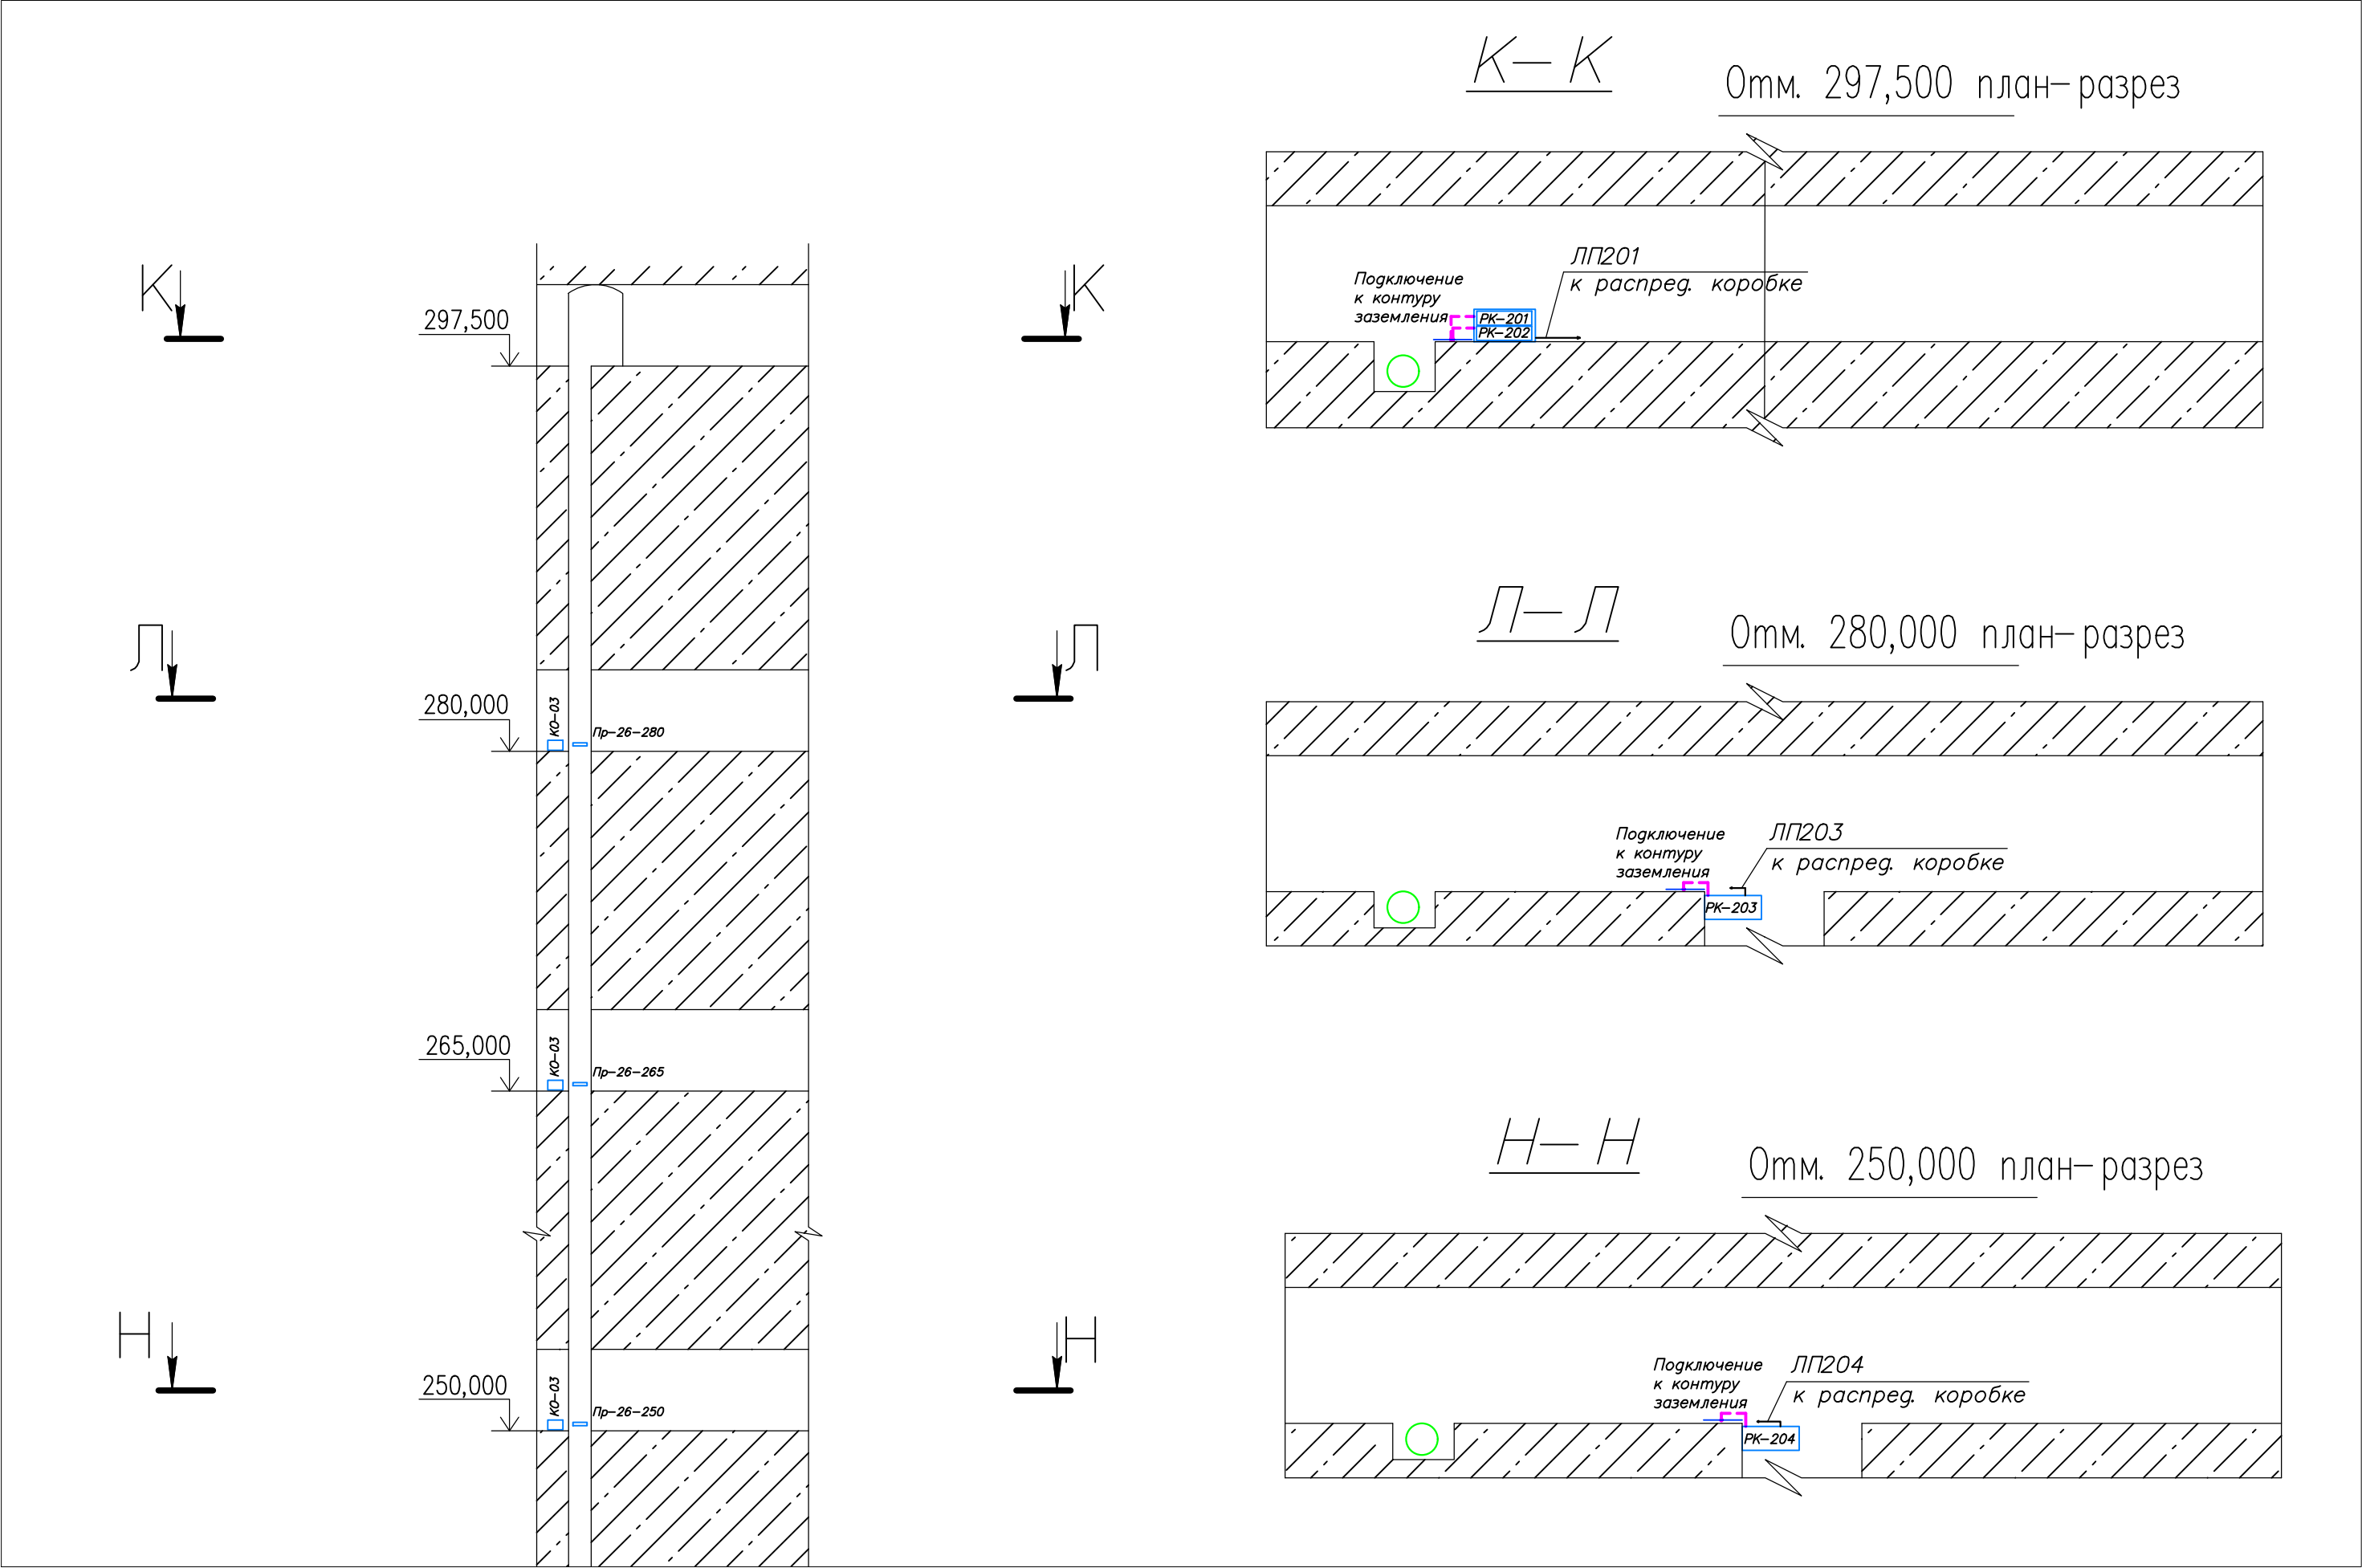 К
К
297,500
Л
Л
280,000
КО-03
Пр-26-280
265,000
КО-03
Пр-26-265
Н
Н
250,000
КО-03
Пр-26-250
К— К
Отм. 297,500 план-разрез
ЛП201
к распред. коробке
Подключение
к контуру
заземления
РК-201
РК-202
Л— Л
Отм. 280,000 план-разрез
ЛП203
к распред. коробке
Подключение
к контуру
заземления
РК-203
Н— Н
Отм. 250,000 план-разрез
ЛП204
к распред. коробке
Подключение
к контуру
заземления
РК-204